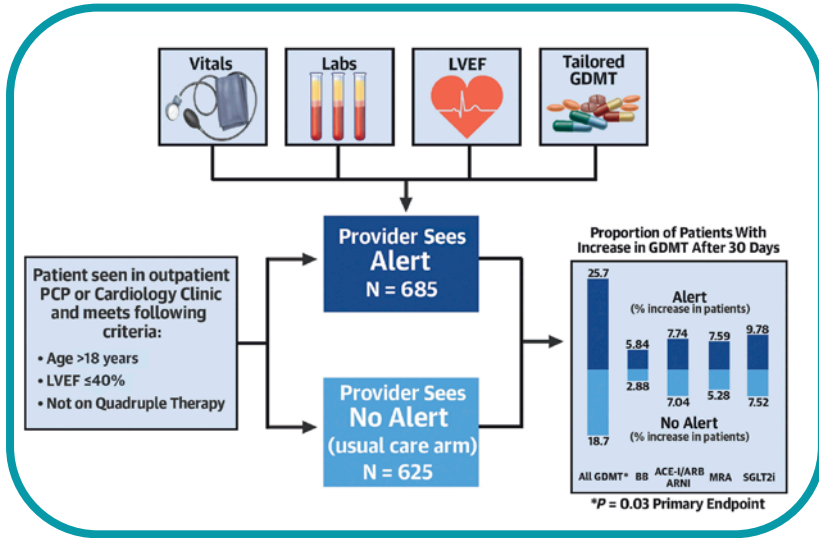 Vitals
Labs
LVEF
Tailored
GDMT
Patient seen in outpatient
PCP or Cardiology Clinic
and meets following
criteria:
• Age >18 years
• LVEF ≤40%
• Not on Quadruple Therapy
Provider Sees
Alert
N = 685
Provider Sees
No Alert
(usual care arm)
N = 625
Proportion of Patients With
Increase in GDMT After 30 Days
25.7
Alert
(% increase in patients)
5.84
7.74
7.59
9.78
2.88
7.04
5.28
7.52
No Alert
(% increase in patients)
18.7
All GDMT*
BB
ACE-I/ARB
ARNI
MRA
SGLT2i
*P = 0.03 Primary Endpoint